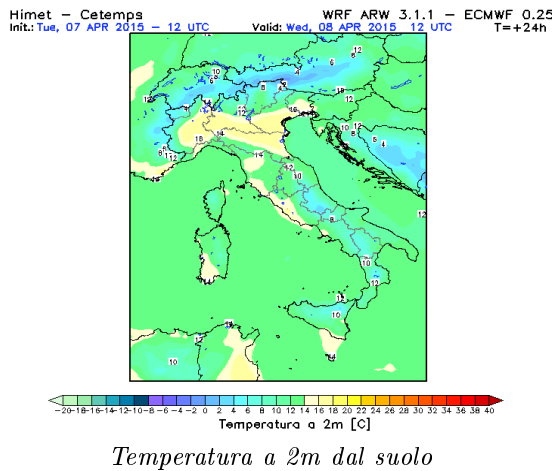 Himet – Cetemps WRF ARW 3.1.1 – ECMWF 0.25
Init.: Tue, 07 APR 2015 – 12 UTC Valid: Wed, 08 APR 2015 12 UTC T=+24h
-20-18-16-14-12-10-8 -6 -4 -2 0 2 4 6 8 10 12 14 16 18 20 22 24 26 28 30 32 34 36 38 40
Temperatura a 2m [C]
Temperatura a 2m dal suolo